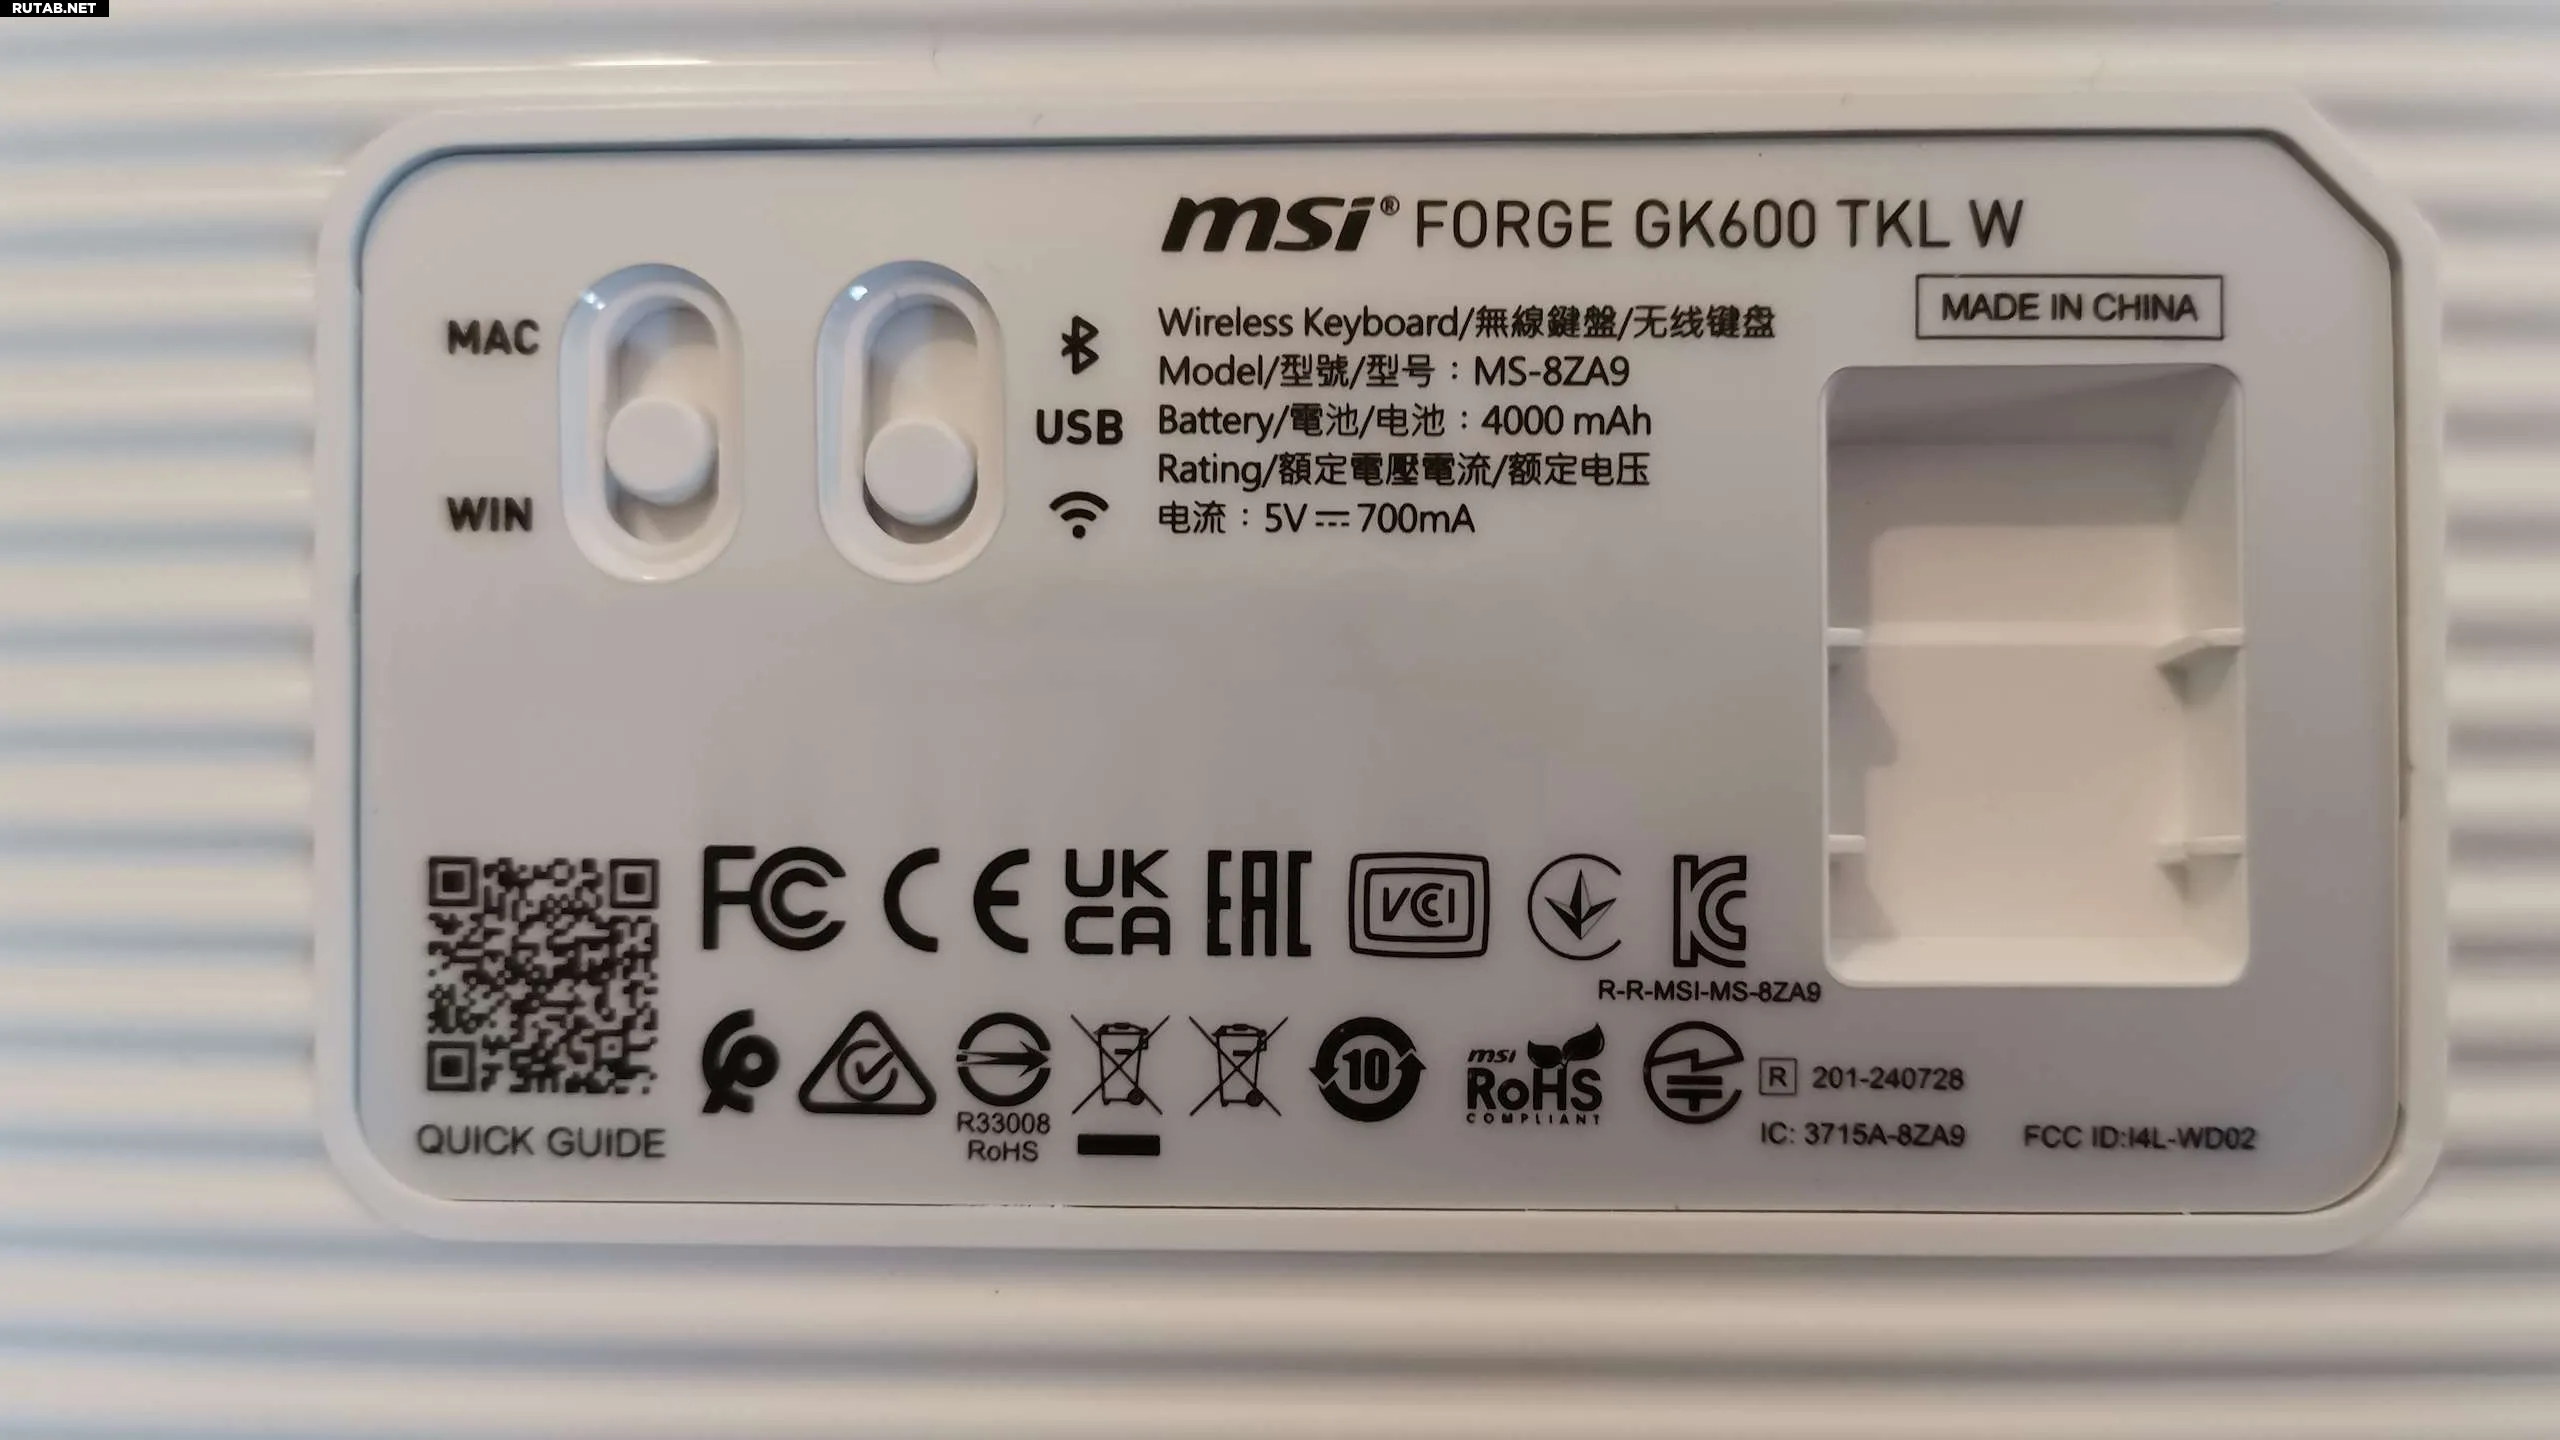 RUTAB.NET
msi® FORGE GK600 TKL W
MADE IN CHINA
MAC
WIN
USB
Wireless Keyboard/無線鍵盤/无线键盘
Model/型號/型号：MS-8ZA9
Battery/電池/电池：4000 mAh
Rating/額定電壓電流/额定电压
电流：5V⎓700mA
QUICK GUIDE
FC CE UK
CA EAC VCCI KC
R-R-MSI-MS-8ZA9
R33008
RoHS
10
msi
RoHS
COMPLIANT
R 201-240728
IC: 3715A-8ZA9
FCC ID:I4L-WD02